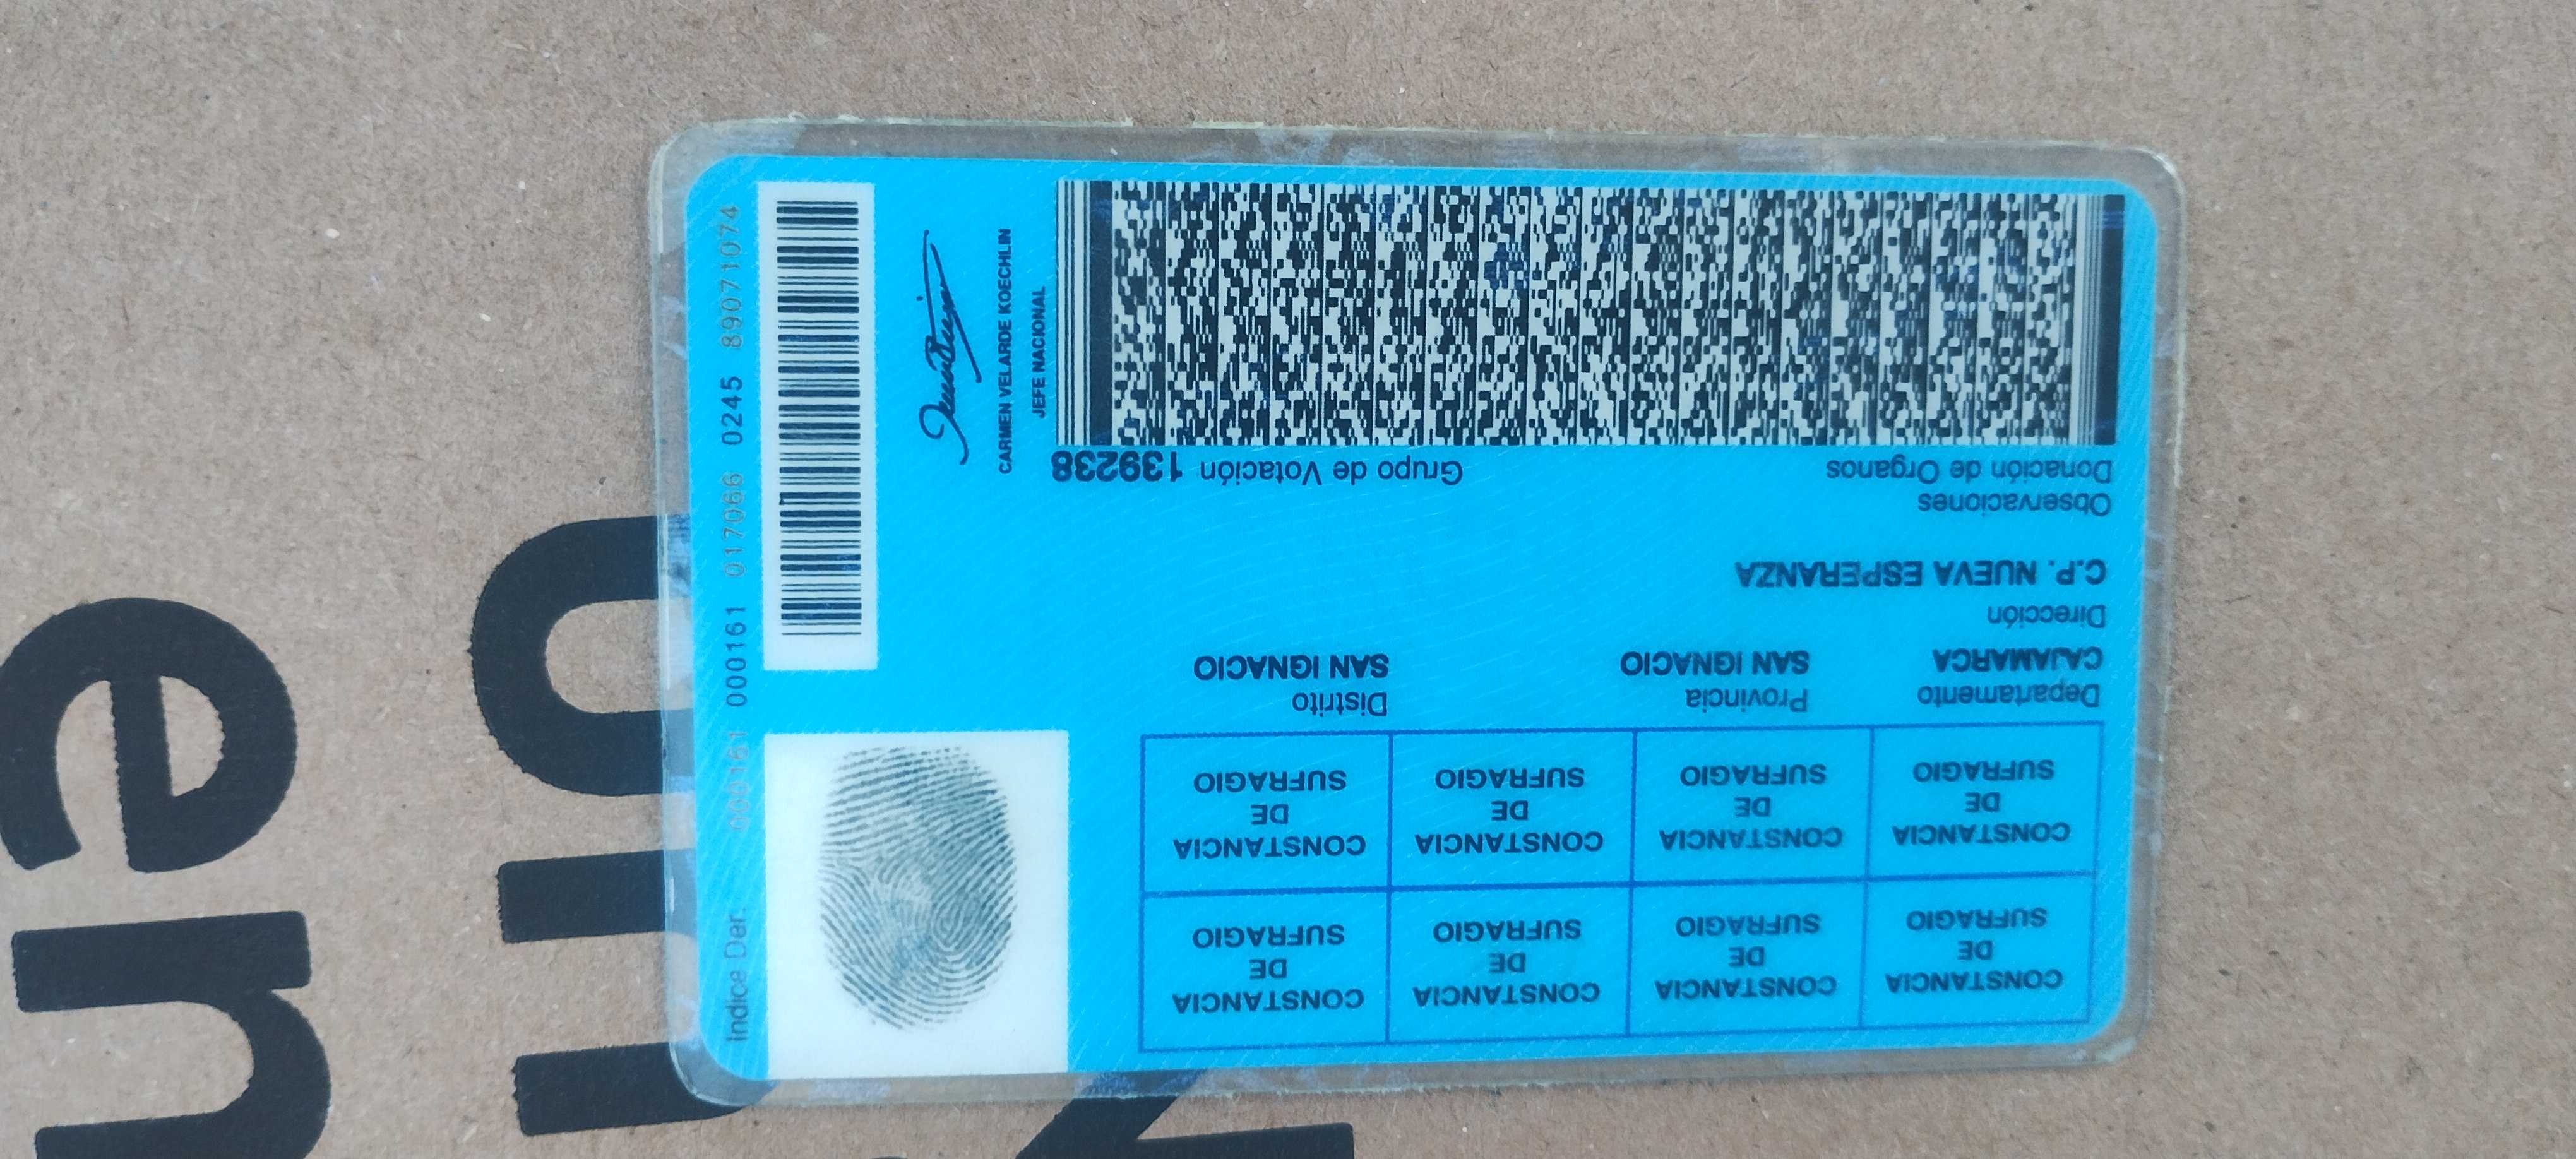 CONSTANCIA
DE
SUFRAGIO
CONSTANCIA
DE
SUFRAGIO
CONSTANCIA
DE
SUFRAGIO
CONSTANCIA
DE
SUFRAGIO
CONSTANCIA
DE
SUFRAGIO
CONSTANCIA
DE
SUFRAGIO
CONSTANCIA
DE
SUFRAGIO
CONSTANCIA
DE
SUFRAGIO
Departamento Provincia Distrito
CAJAMARCA SAN IGNACIO SAN IGNACIO
Dirección
C.P. NUEVA ESPERANZA
Observaciones
Donación de Organos Grupo de Votación 139238
Indice Der. 000161 000161 017066 0245 89071074
CARMEN VELARDE KOECHLIN
JEFE NACIONAL
en